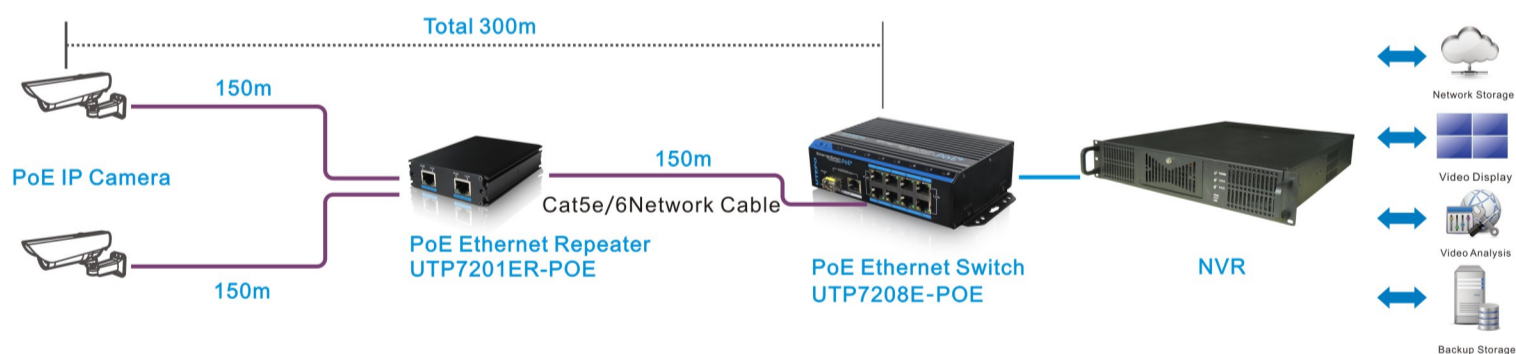 Total 300m
150m
PoE IP Camera
150m
PoE Ethernet Repeater
UTP7201ER-POE
150m
Cat5e/6Network Cable
UTEPO
PoE Ethernet Switch
UTP7208E-POE
NVR
Network Storage
Video Display
Video Analysis
Backup Storage